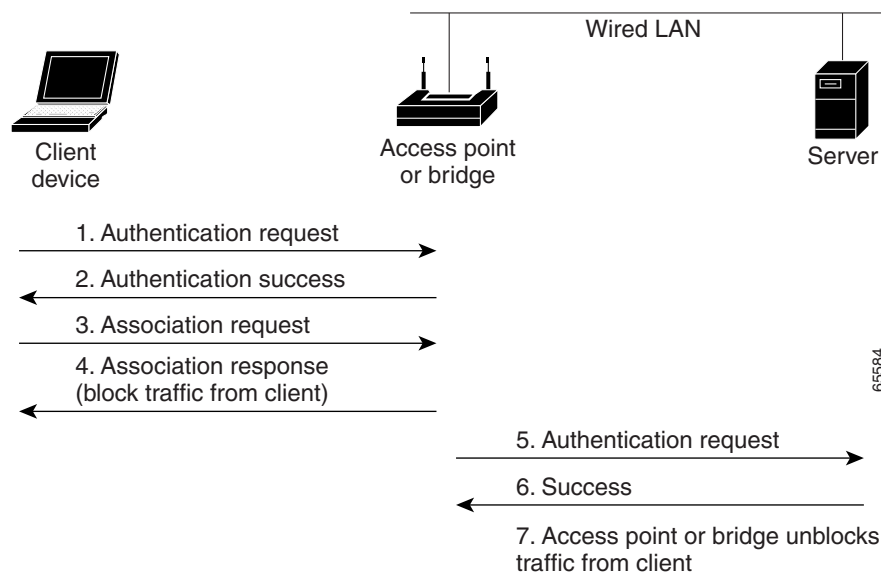 Wired LAN
Client
device
Access point
or bridge
Server
1. Authentication request
2. Authentication success
3. Association request
4. Association response
(block traffic from client)
65584
5. Authentication request
6. Success
7. Access point or bridge unblocks
traffic from client